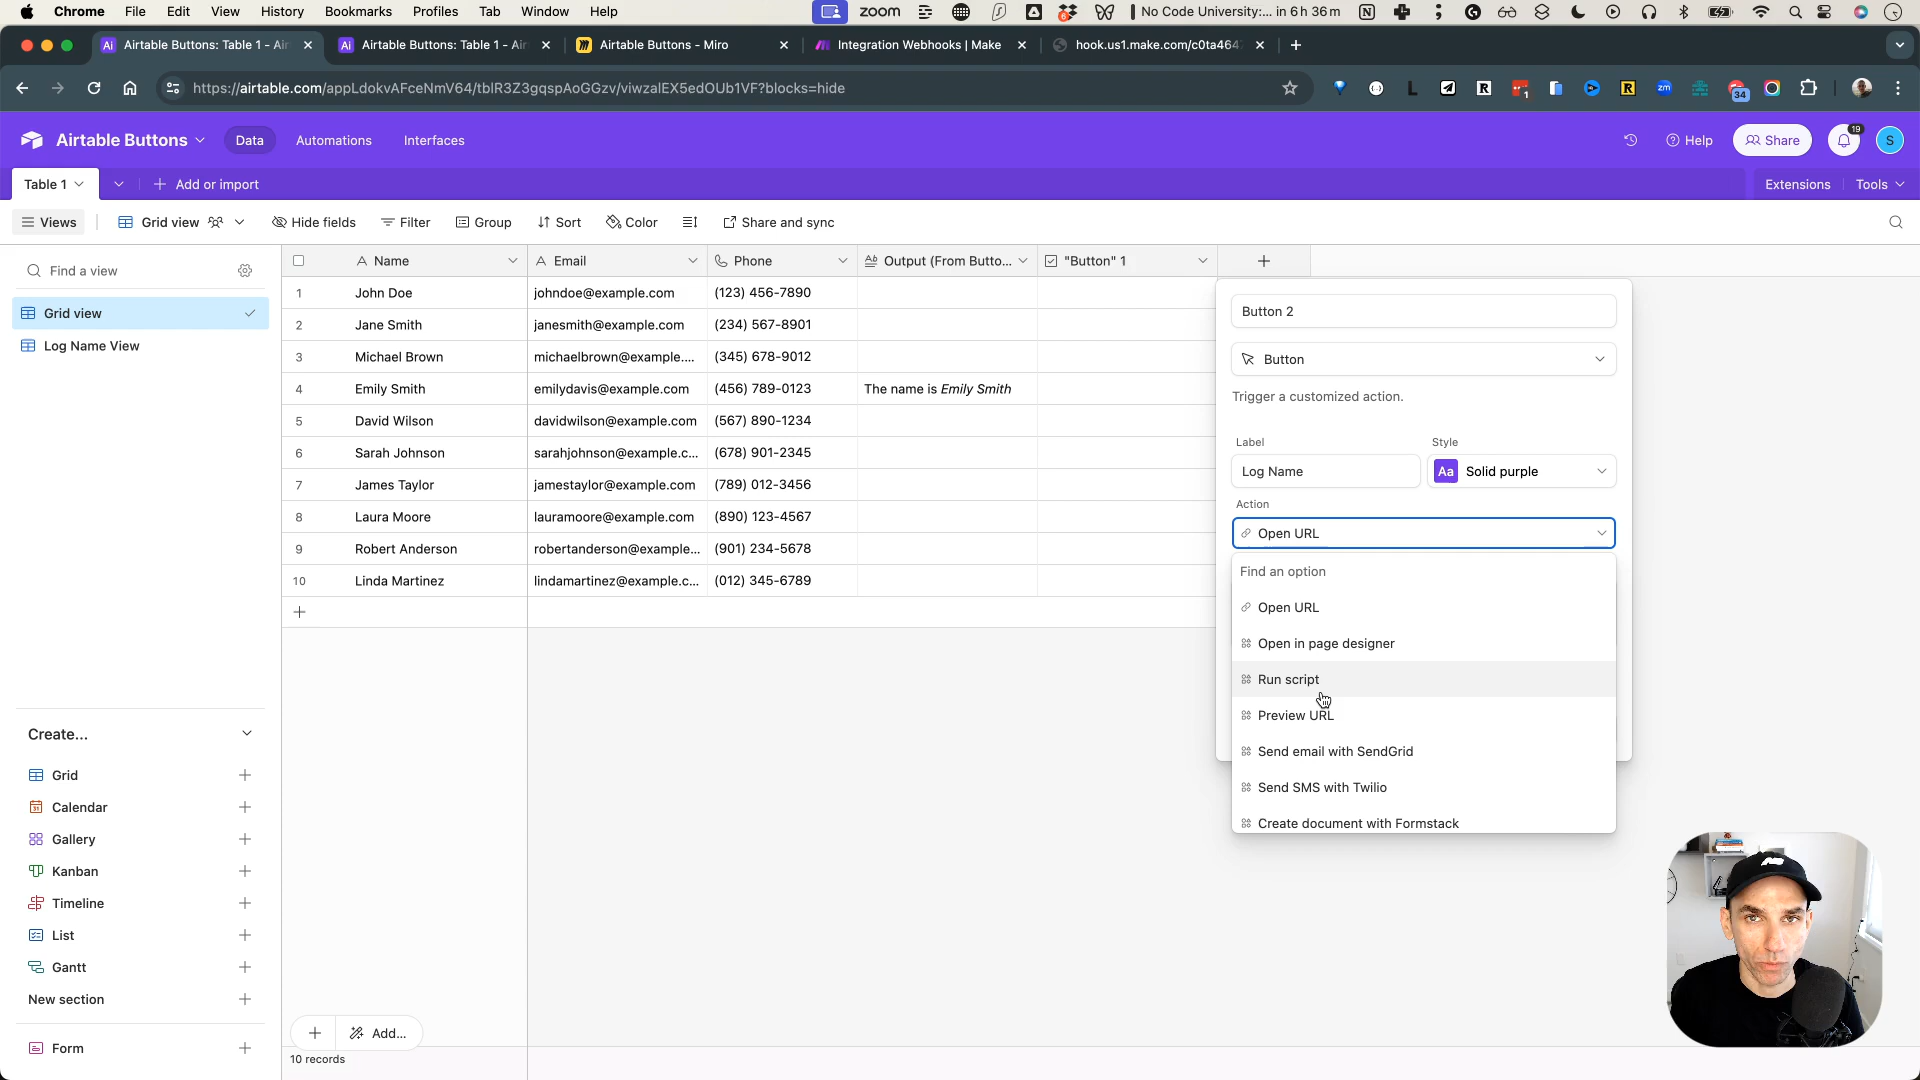 Chrome File Edit View History Bookmarks Profiles Tab Window Help zoom No Code University:... in 6 h 36 m
Airtable Buttons: Table 1 - Air
Airtable Buttons: Table 1 - Air
Airtable Buttons - Miro
Integration Webhooks | Make
hook.us1.make.com/c0ta464
https://airtable.com/appLdokvAFceNmV64/tblR3Z3gqspAoGGzv/viwzalEX5edOUb1VF?blocks=hide
34
Airtable Buttons Data Automations Interfaces Help Share 19 S
Table 1 Add or import Extensions Tools
Views Grid view Hide fields Filter Group Sort Color Share and sync
Find a view
Grid view
Log Name View
Create...
Grid
Calendar
Gallery
Kanban
Timeline
List
Gantt
New section
Form
Name Email Phone Output (From Butto... "Button" 1
1 John Doe johndoe@example.com (123) 456-7890
2 Jane Smith janesmith@example.com (234) 567-8901
3 Michael Brown michaelbrown@example.... (345) 678-9012
4 Emily Smith emilydavis@example.com (456) 789-0123 The name is Emily Smith
5 David Wilson davidwilson@example.com (567) 890-1234
6 Sarah Johnson sarahjohnson@example.c... (678) 901-2345
7 James Taylor jamestaylor@example.com (789) 012-3456
8 Laura Moore lauramoore@example.com (890) 123-4567
9 Robert Anderson robertanderson@example... (901) 234-5678
10 Linda Martinez lindamartinez@example.c... (012) 345-6789
Add...
10 records
Button 2
Button
Trigger a customized action.
Label Style
Log Name Aa Solid purple
Action
Open URL
Find an option
Open URL
Open in page designer
Run script
Preview URL
Send email with SendGrid
Send SMS with Twilio
Create document with Formstack